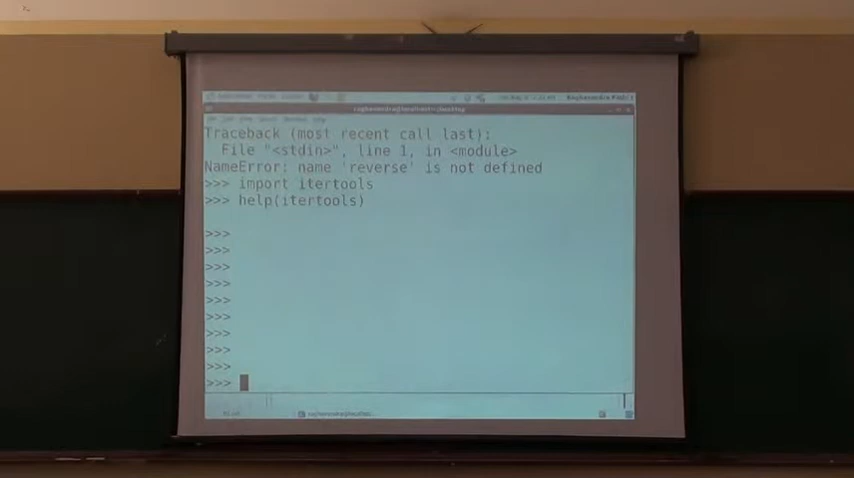 Traceback (most recent call last):
File "<stdin>", line 1, in <module>
NameError: name 'reverse' is not defined
>>> import itertools
>>> help(itertools)
>>>
>>>
>>>
>>>
>>>
>>>
>>>
>>>
>>>
>>>